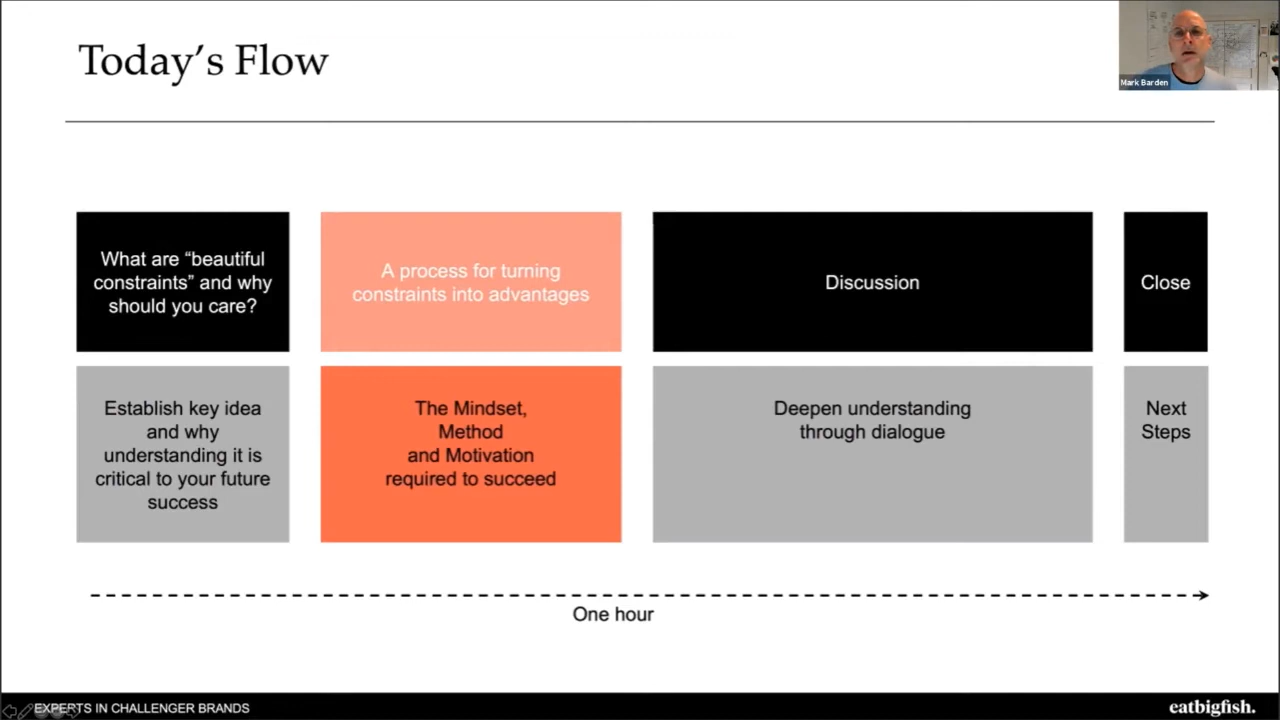 Today’s Flow
Mark Barden
What are “beautiful
constraints” and why
should you care?
A process for turning
constraints into advantages
Discussion
Close
Establish key idea
and why
understanding it is
critical to your future
success
The Mindset,
Method
and Motivation
required to succeed
Deepen understanding
through dialogue
Next
Steps
One hour
EXPERTS IN CHALLENGER BRANDS
eatbigfish.